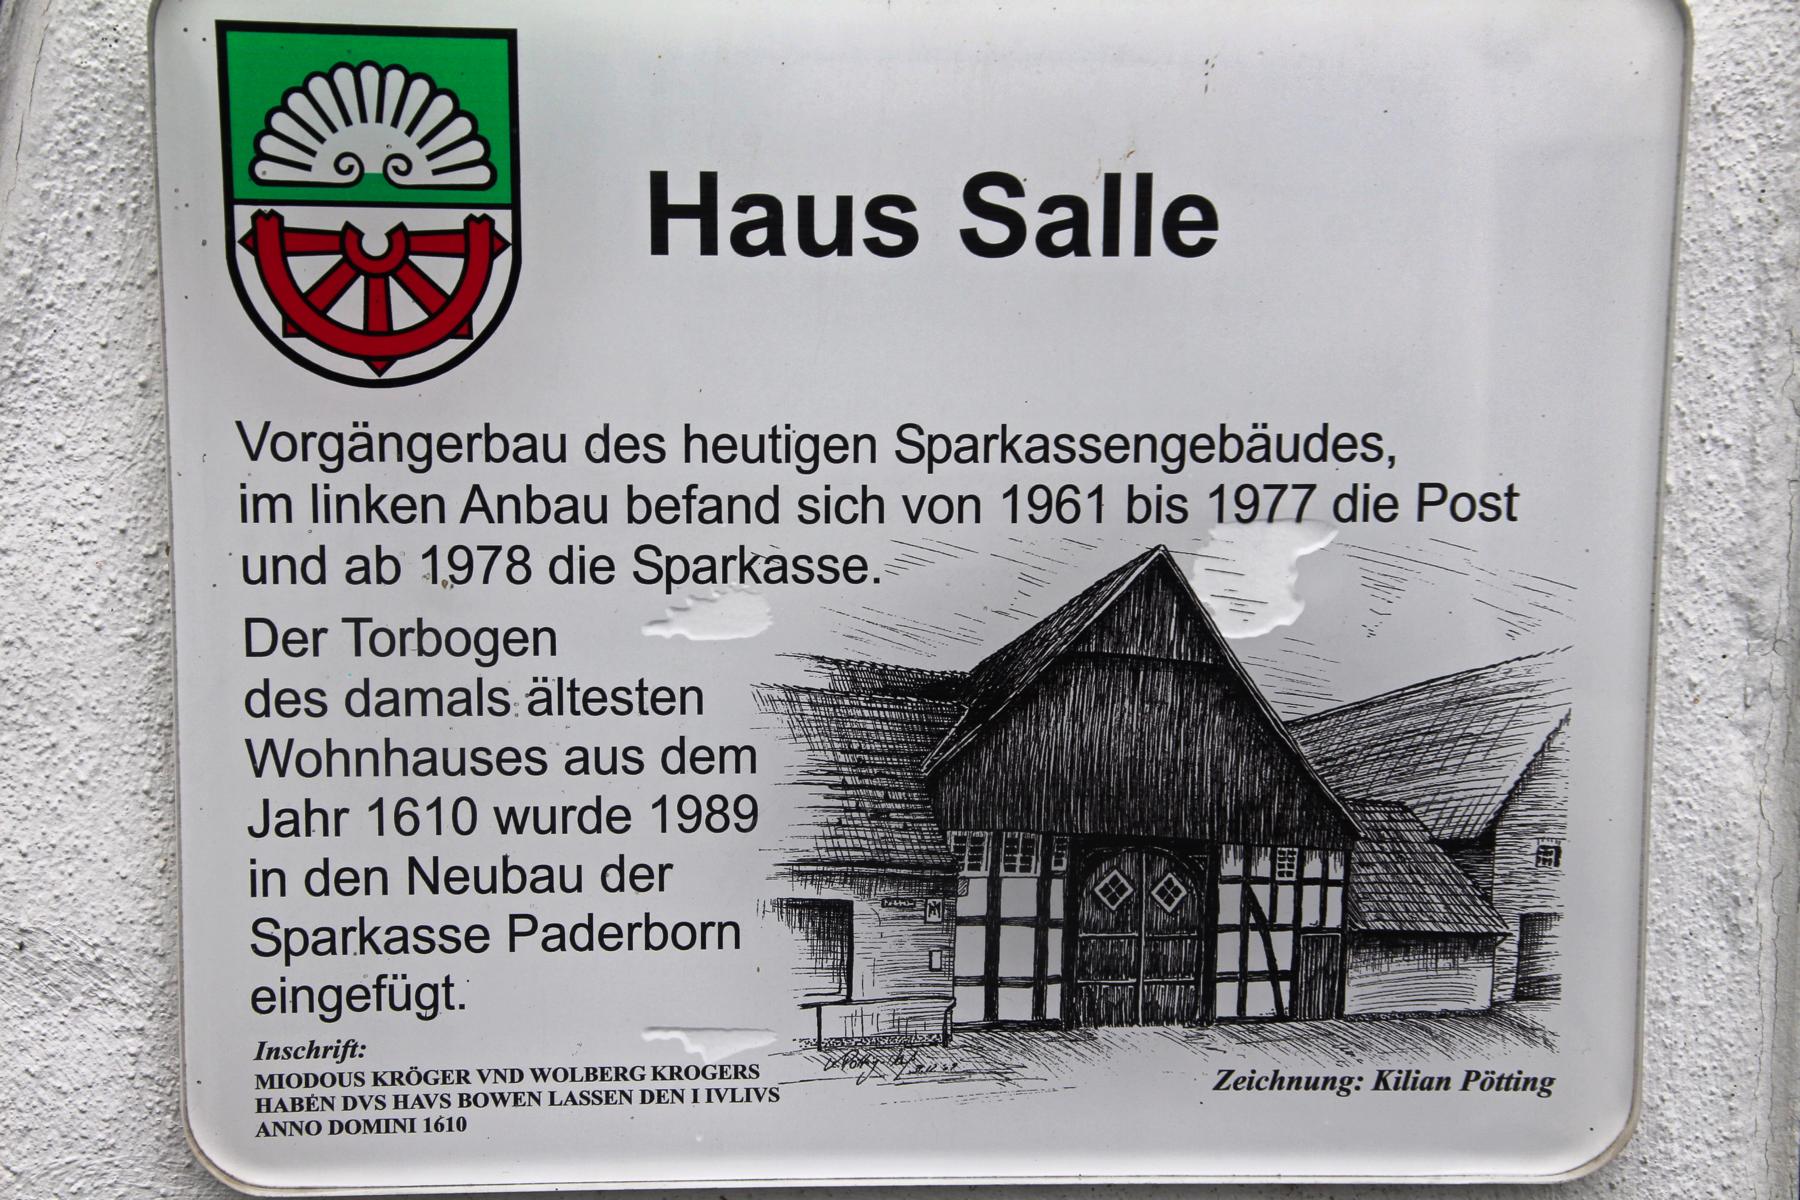 Haus Salle
Vorgängerbau des heutigen Sparkassengebäudes,
im linken Anbau befand sich von 1961 bis 1977 die Post
und ab 1978 die Sparkasse.
Der Torbogen
des damals ältesten
Wohnhauses aus dem
Jahr 1610 wurde 1989
in den Neubau der
Sparkasse Paderborn
eingefügt.
Inschrift:
MIODOUS KRÖGER VND WOLBERG KROGERS
HABEN DVS HAVS BOWEN LASSEN DEN I IVLIVS
ANNO DOMINI 1610
Zeichnung: Kilian Pötting